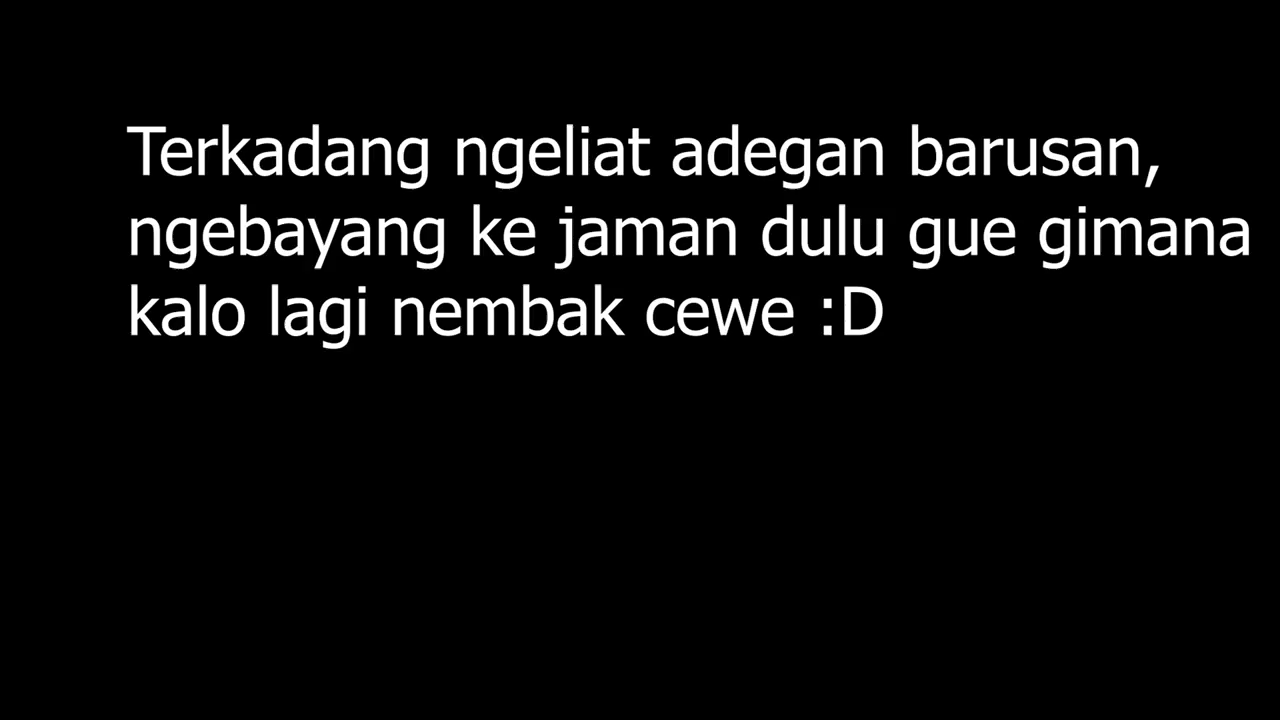 Terkadang ngeliat adegan barusan,
ngebayang ke jaman dulu gue gimana
kalo lagi nembak cewe :D